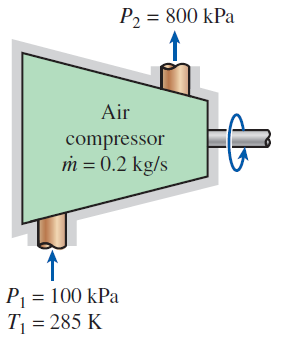 P₂ = 800 kPa
Air
compressor
ṁ = 0.2 kg/s
P₁ = 100 kPa
T₁ = 285 K